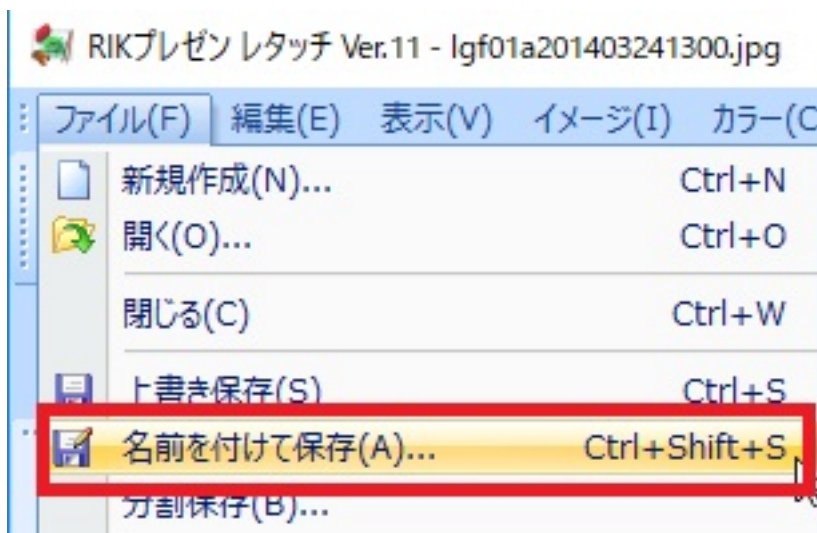 RIKプレゼン レタッチ Ver.11 - lgf01a201403241300.jpg
ファイル(F) 編集(E) 表示(V) イメージ(I) カラー(C
新規作成(N)... Ctrl+N
開く(O)... Ctrl+O
閉じる(C) Ctrl+W
上書き保存(S) Ctrl+S
名前を付けて保存(A)... Ctrl+Shift+S
分割保存(B)...